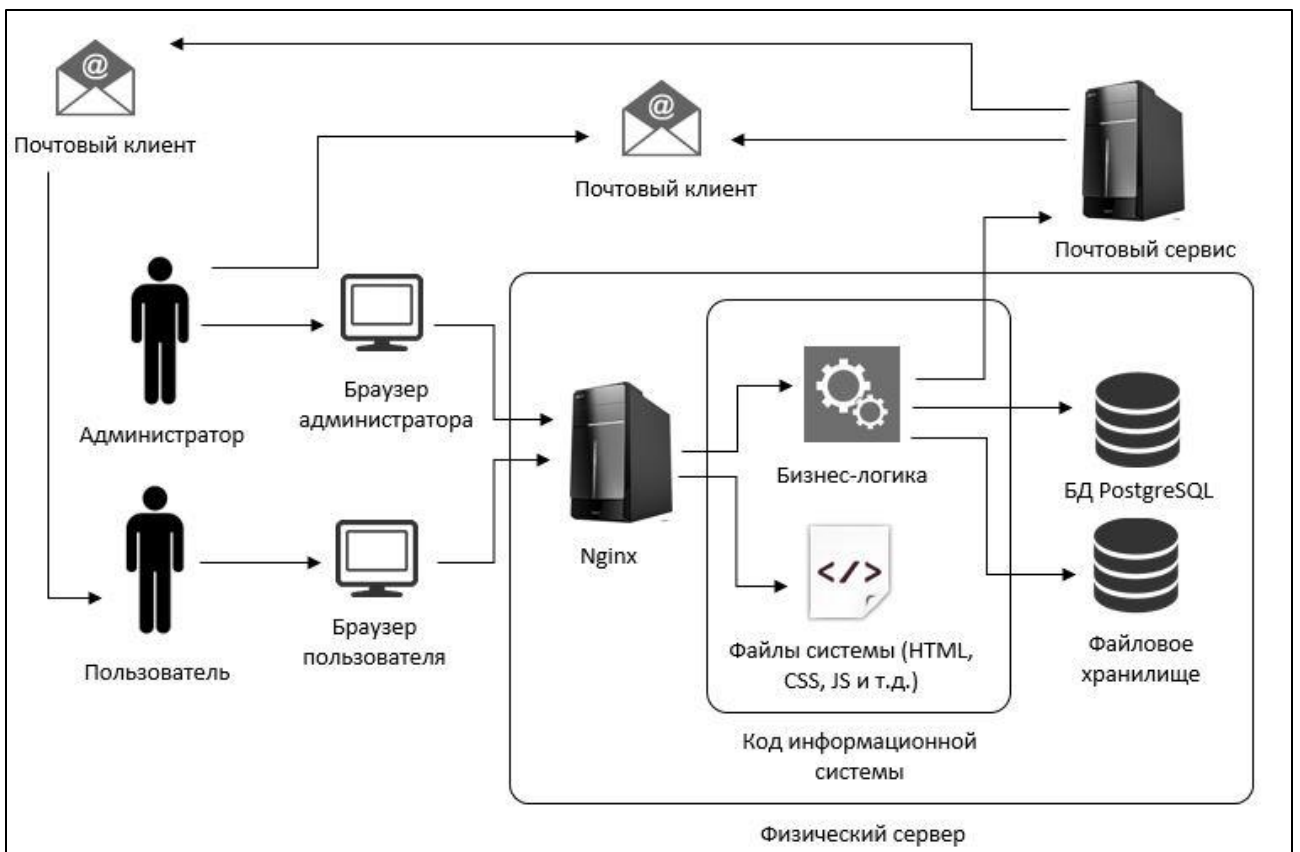 @
@
Почтовый клиент
Почтовый клиент
Почтовый сервис
Браузер
администратора
Администратор
Бизнес-логика
БД PostgreSQL
Nginx
</>
Браузер
пользователя
Пользователь
Файлы системы (HTML,
CSS, JS и т.д.)
Файловое
хранилище
Код информационной
системы
Физический сервер